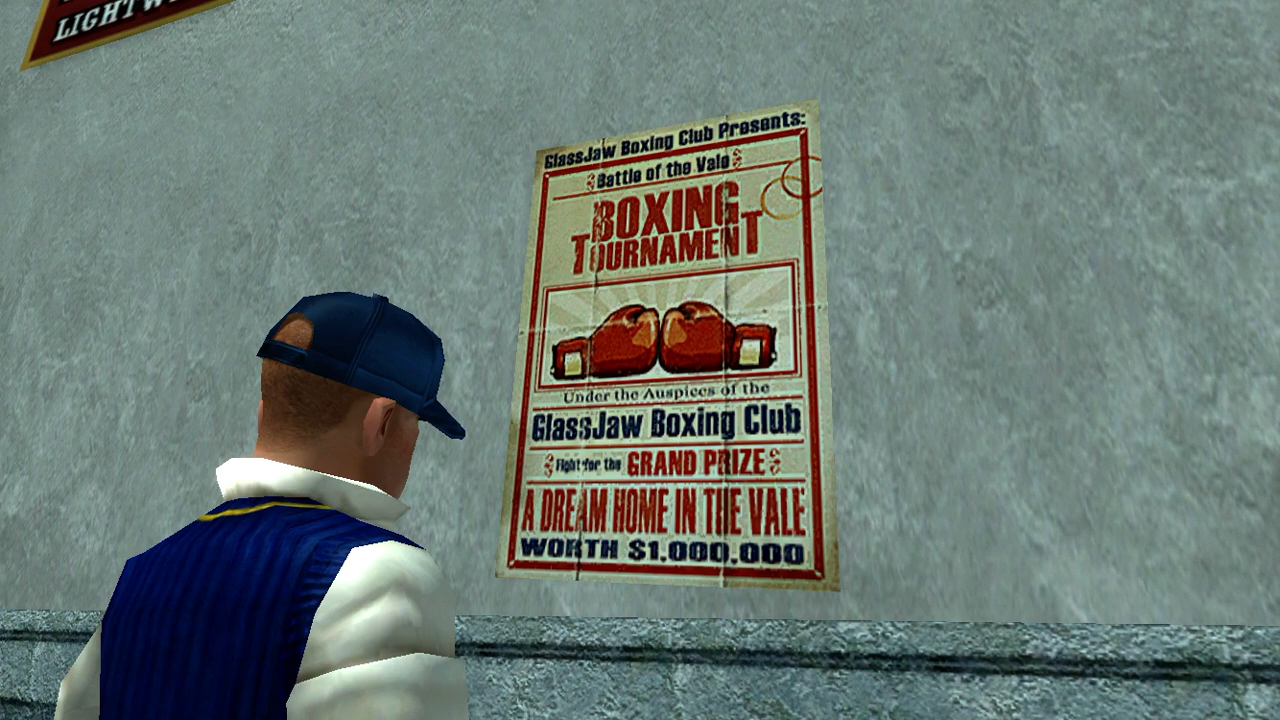 LIGHTW
GlassJaw Boxing Club Presents:
Battle of the Vale
BOXING
TOURNAMENT
Under the Auspices of the
GlassJaw Boxing Club
Fight for the GRAND PRIZE
A DREAM HOME IN THE VALE
WORTH $1.000.000